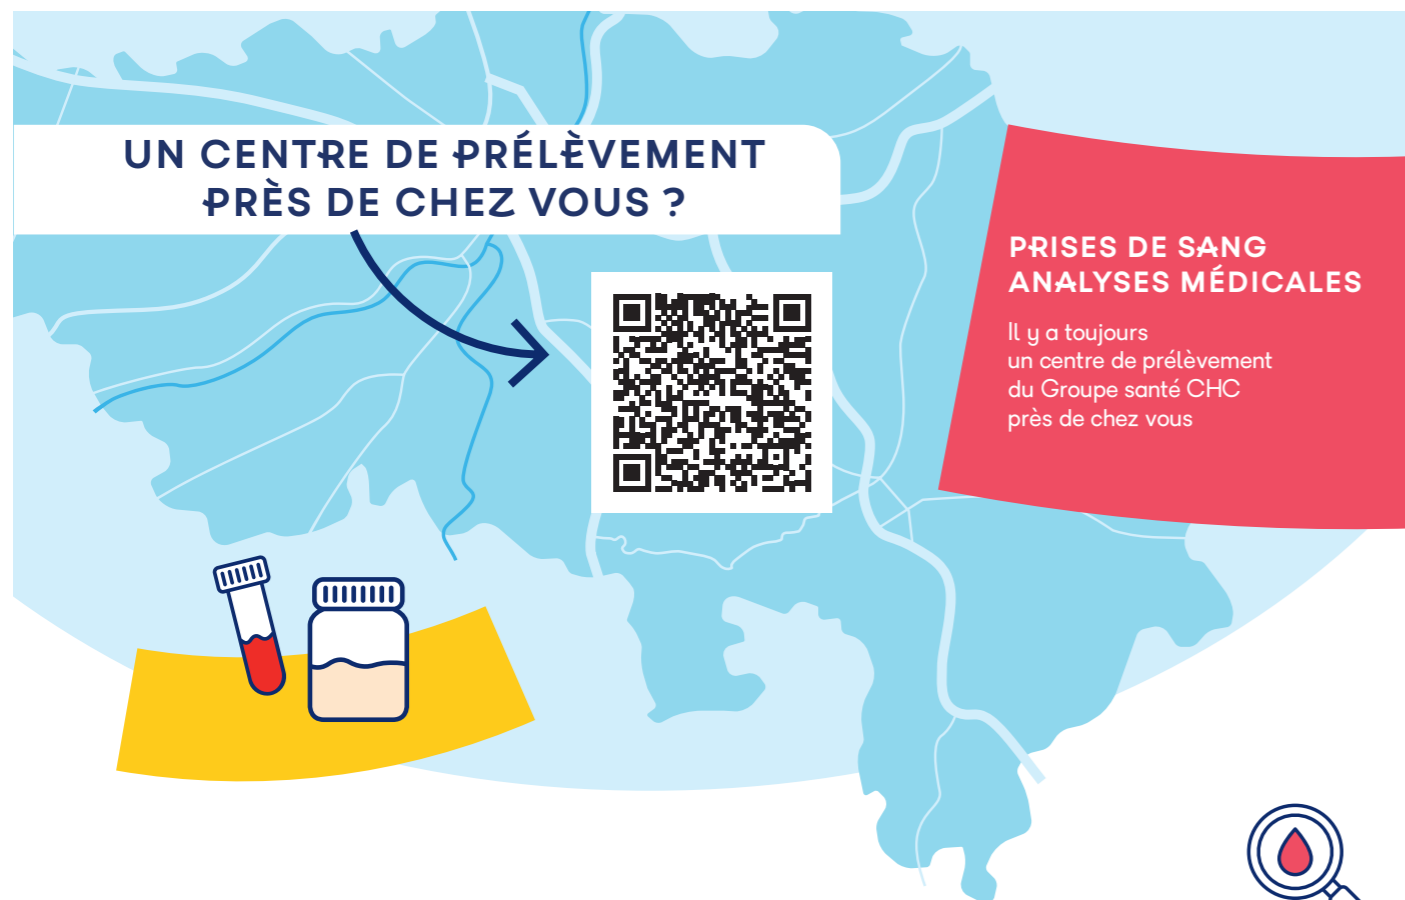 UN CENTRE DE PRÉLÈVEMENT
PRÈS DE CHEZ VOUS ?
PRISES DE SANG
ANALYSES MÉDICALES
Il y a toujours
un centre de prélèvement
du Groupe santé CHC
près de chez vous